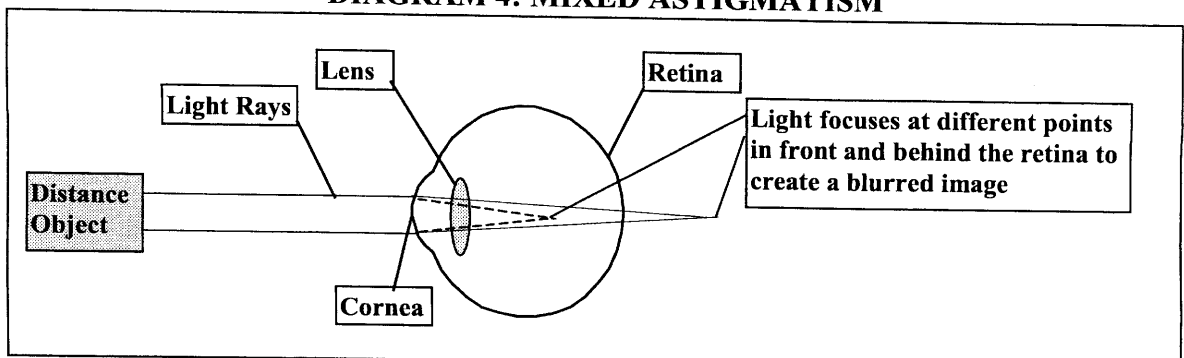 DIAGRAM 4: MIXED ASTIGMATISM
Lens
Retina
Light Rays
Light focuses at different points
in front and behind the retina to
create a blurred image
Distance
Object
Cornea